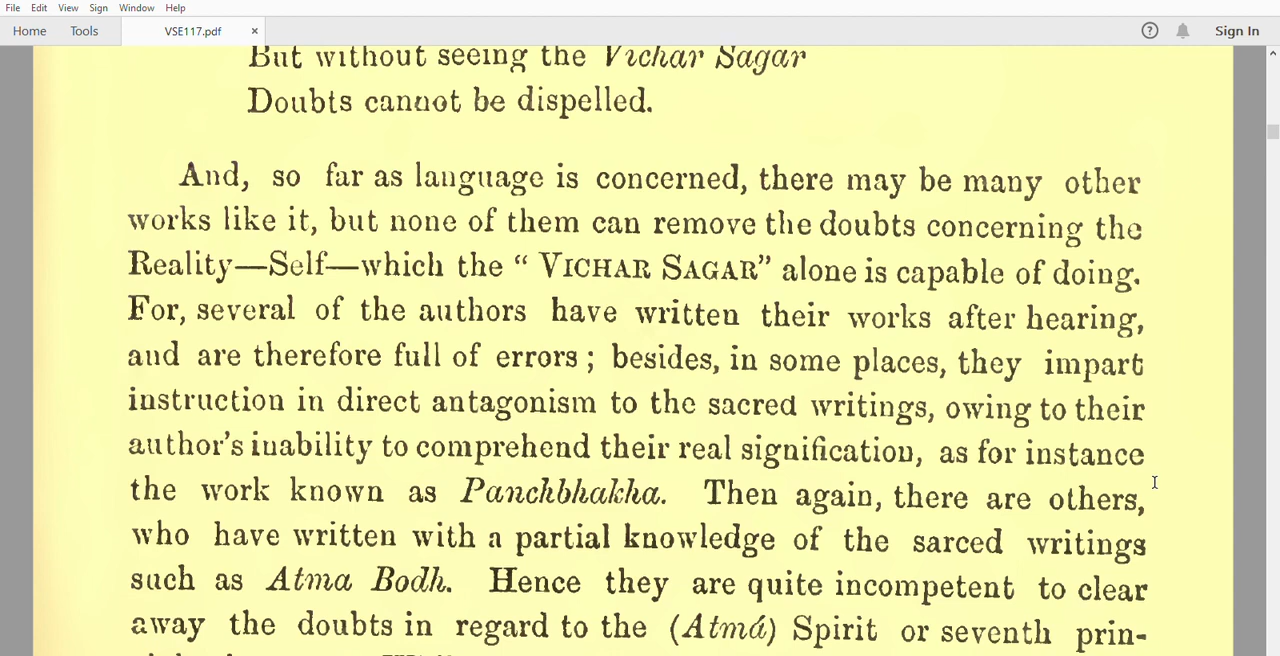 File Edit View Sign Window Help
Home Tools VSE117.pdf × Sign In
But without seeing the Vichar Sagar
Doubts cannot be dispelled.
And, so far as language is concerned, there may be many other
works like it, but none of them can remove the doubts concerning the
Reality—Self—which the “ VICHAR SAGAR” alone is capable of doing.
For, several of the authors have written their works after hearing,
and are therefore full of errors ; besides, in some places, they impart
instruction in direct antagonism to the sacred writings, owing to their
author's inability to comprehend their real signification, as for instance
the work known as Panchbhakha. Then again, there are others,
who have written with a partial knowledge of the sarced writings
such as Atma Bodh. Hence they are quite incompetent to clear
away the doubts in regard to the (Atmá) Spirit or seventh prin-